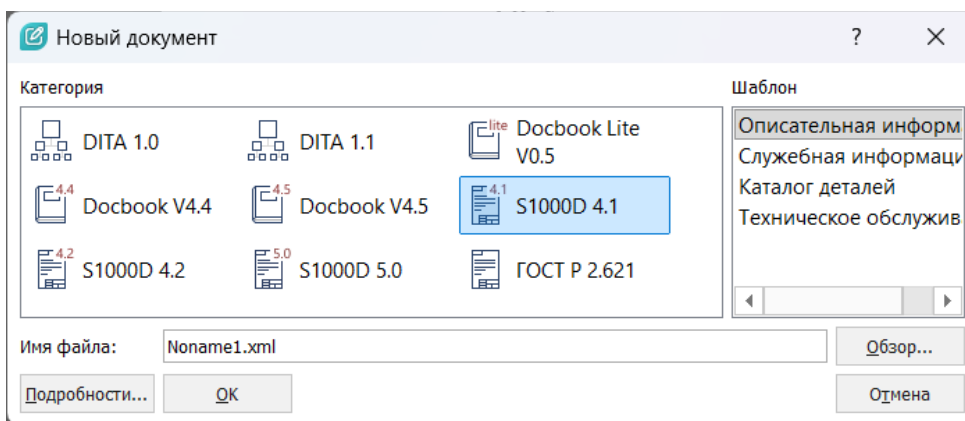 Новый документ
?
Категория
Шаблон
DITA 1.0
DITA 1.1
lite
Docbook Lite
V0.5
4.4
Docbook V4.4
4.5
Docbook V4.5
4.1
S1000D 4.1
4.2
S1000D 4.2
5.0
S1000D 5.0
ГОСТ Р 2.621
Описательная информ
Служебная информаци
Каталог деталей
Техническое обслужив
Имя файла:
Noname1.xml
Обзор...
Подробности...
OK
Отмена